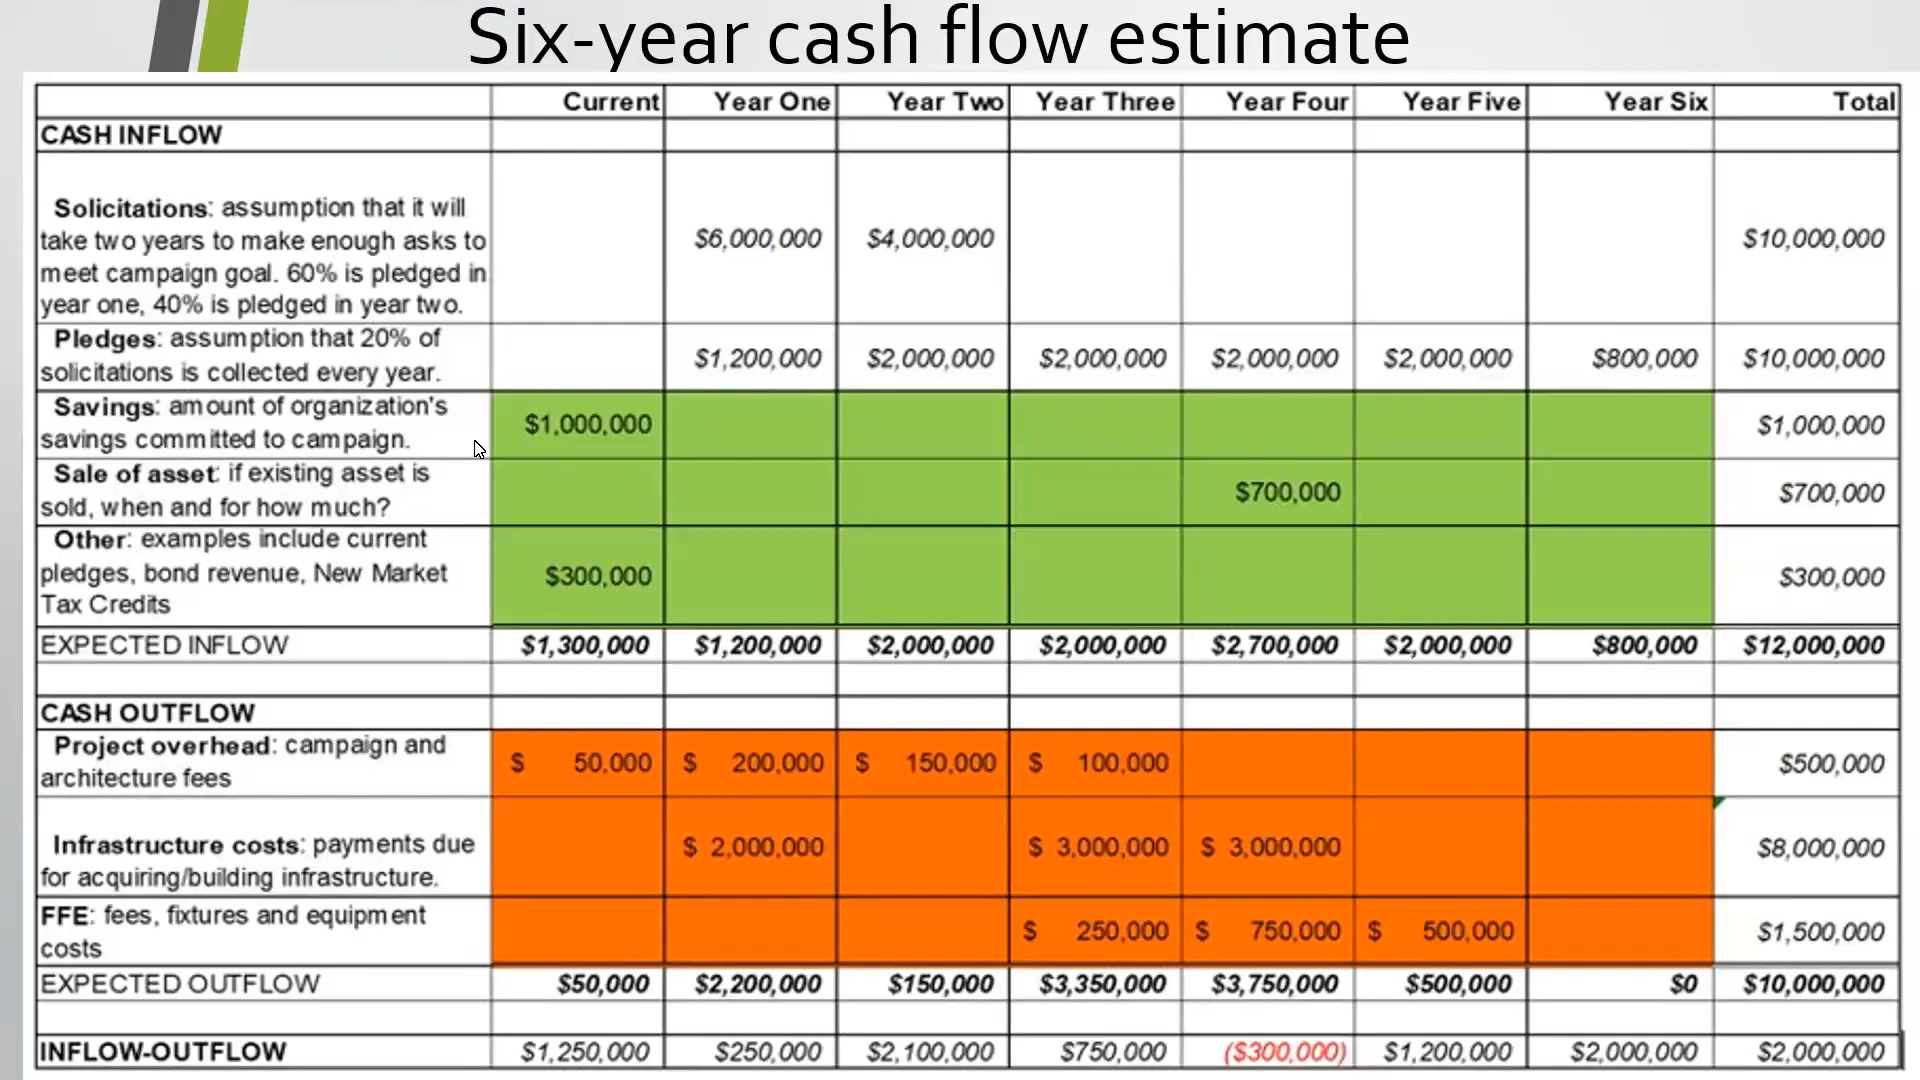 Six-year cash flow estimate
Current Year One Year Two Year Three Year Four Year Five Year Six Total
CASH INFLOW
Solicitations: assumption that it will
take two years to make enough asks to
meet campaign goal. 60% is pledged in
year one, 40% is pledged in year two.
$6,000,000 $4,000,000 $10,000,000
Pledges: assumption that 20% of
solicitations is collected every year.
$1,200,000 $2,000,000 $2,000,000 $2,000,000 $2,000,000 $800,000 $10,000,000
Savings: amount of organization's
savings committed to campaign.
$1,000,000 $1,000,000
Sale of asset: if existing asset is
sold, when and for how much?
$700,000 $700,000
Other: examples include current
pledges, bond revenue, New Market
Tax Credits
$300,000 $300,000
EXPECTED INFLOW $1,300,000 $1,200,000 $2,000,000 $2,000,000 $2,700,000 $2,000,000 $800,000 $12,000,000
CASH OUTFLOW
Project overhead: campaign and
architecture fees
$ 50,000 $ 200,000 $ 150,000 $ 100,000 $500,000
Infrastructure costs: payments due
for acquiring/building infrastructure.
$ 2,000,000 $ 3,000,000 $ 3,000,000 $8,000,000
FFE: fees, fixtures and equipment
costs
$ 250,000 $ 750,000 $ 500,000 $1,500,000
EXPECTED OUTFLOW $50,000 $2,200,000 $150,000 $3,350,000 $3,750,000 $500,000 $0 $10,000,000
INFLOW-OUTFLOW $1,250,000 $250,000 $2,100,000 $750,000 ($300,000) $1,200,000 $2,000,000 $2,000,000